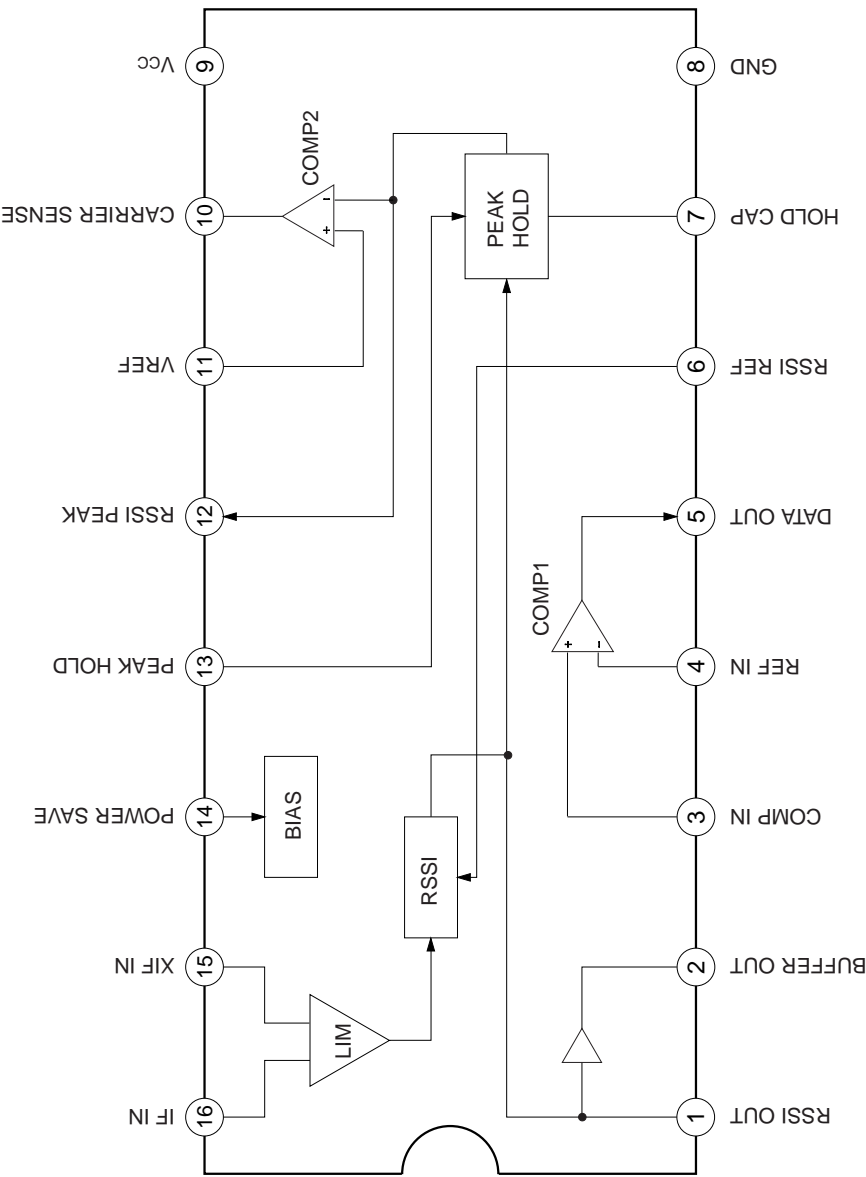 9 Vcc
10 CARRIER SENSE
11 VREF
12 RSSI PEAK
13 PEAK HOLD
14 POWER SAVE
15 XIF IN
16 IF IN
COMP2
+ -
PEAK
HOLD
COMP1
+ -
BIAS
RSSI
LIM
8 GND
7 HOLD CAP
6 RSSI REF
5 DATA OUT
4 REF IN
3 COMP IN
2 BUFFER OUT
1 RSSI OUT